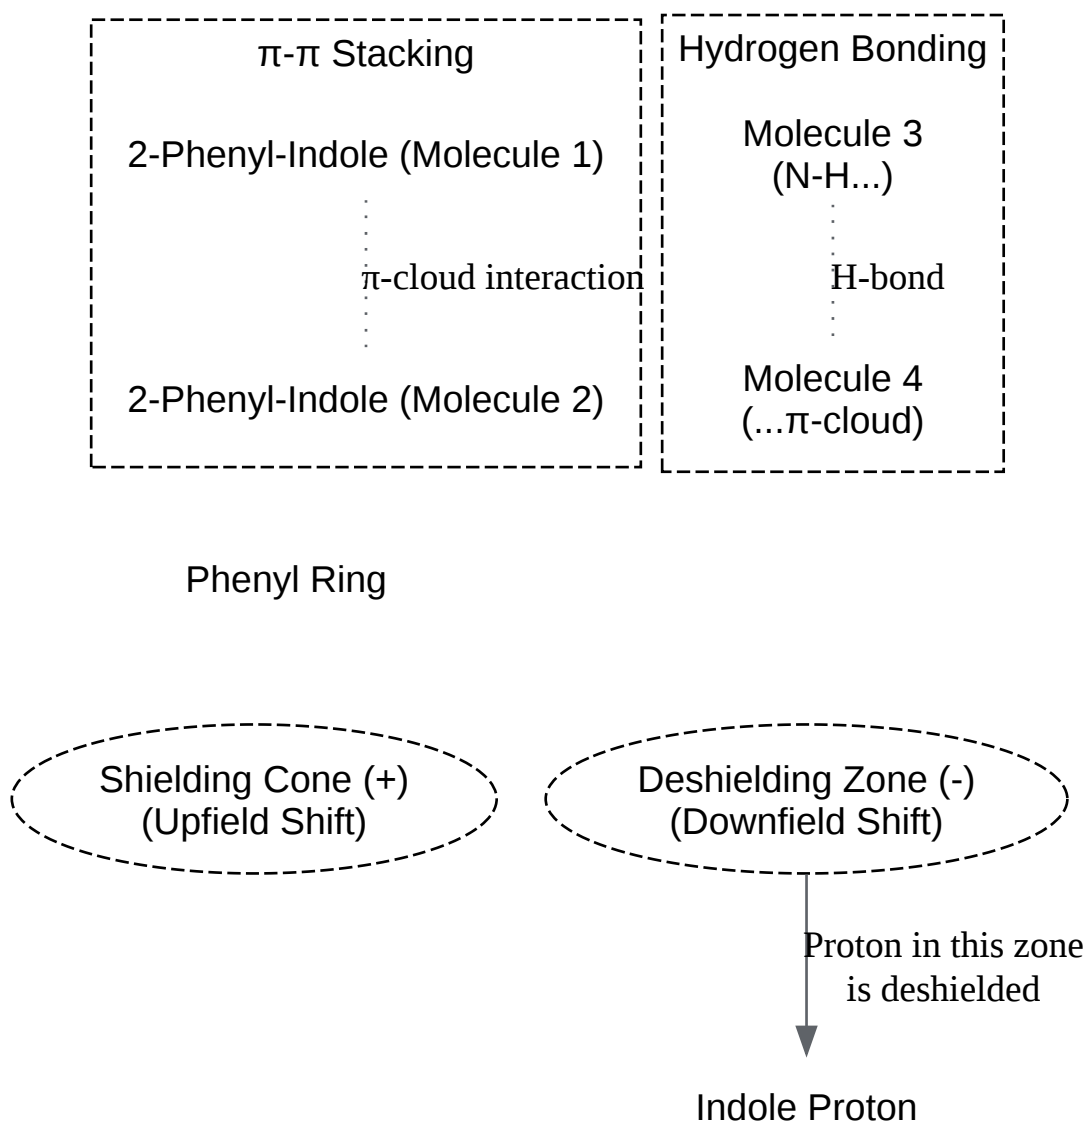 π-π Stacking
2-Phenyl-Indole (Molecule 1)
π-cloud interaction
2-Phenyl-Indole (Molecule 2)
Hydrogen Bonding
Molecule 3
(N-H...)
H-bond
Molecule 4
(...π-cloud)
Phenyl Ring
Shielding Cone (+)
(Upfield Shift)
Deshielding Zone (-)
(Downfield Shift)
Proton in this zone
is deshielded
Indole Proton